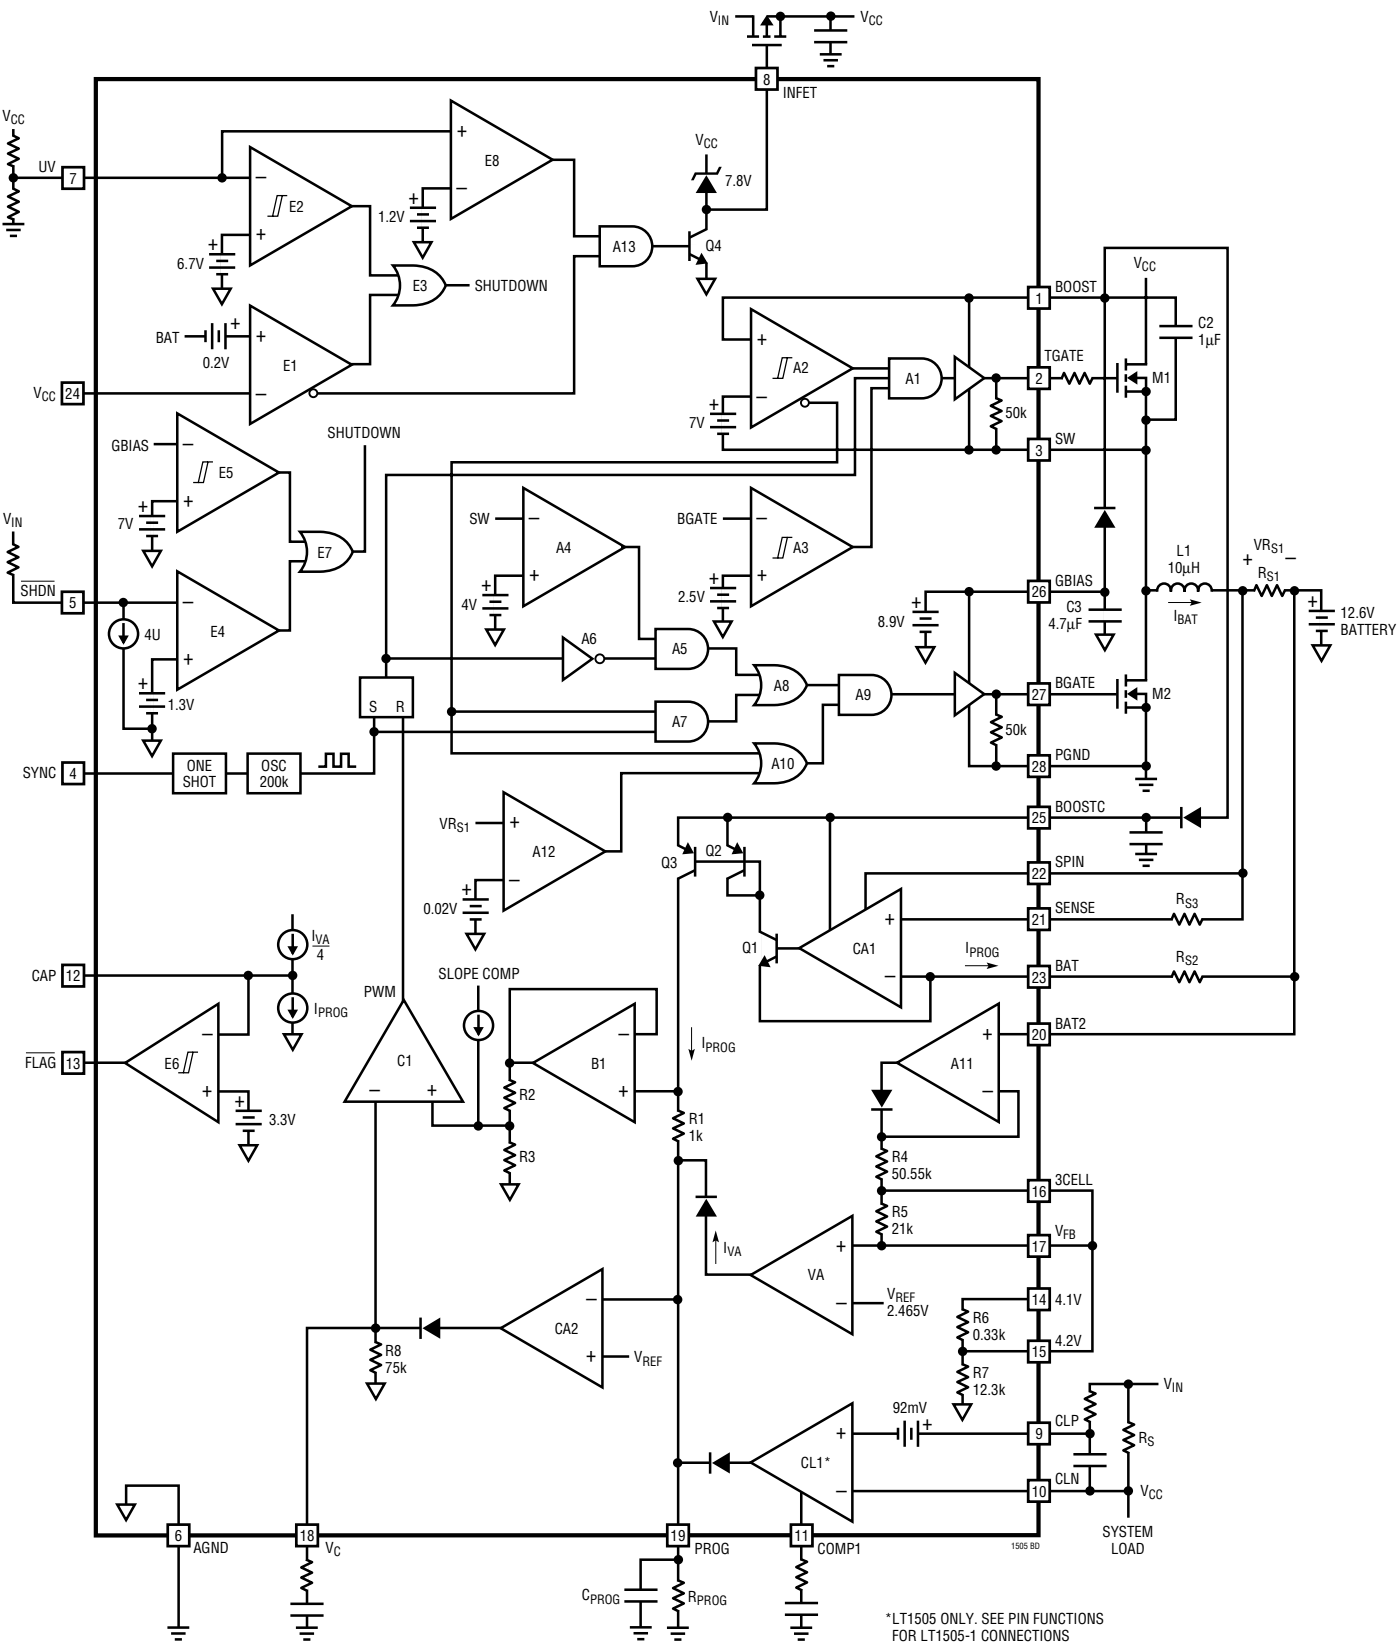 VIN
VCC
8
INFET
VCC
UV
7
E2
6.7V
E8
1.2V
VCC
7.8V
A13
Q4
E3
SHUTDOWN
BAT
0.2V
E1
VCC
24
1
BOOST
VCC
C2
1µF
A2
7V
A1
2
TGATE
M1
50k
3
SW
SHUTDOWN
GBIAS
E5
7V
E7
VIN
SHDN
5
4U
E4
1.3V
SW
A4
4V
BGATE
A3
2.5V
L1
10µH
VRS1
+ −
RS1
IBAT
12.6V
BATTERY
26
GBIAS
C3
4.7µF
8.9V
A6
A5
A8
A9
A7
A10
27
BGATE
M2
50k
28
PGND
S R
SYNC
4
ONE
SHOT
OSC
200k
25
BOOSTC
VRS1
A12
0.02V
Q3
Q2
22
SPIN
21
SENSE
RS3
Q1
CA1
IPROG
23
BAT
RS2
20
BAT2
CAP
12
IVA
4
IPROG
SLOPE COMP
PWM
FLAG
13
E6
3.3V
C1
B1
IPROG
A11
R2
R3
R1
1k
R4
50.55k
16
3CELL
R5
21k
17
VFB
IVA
VA
VREF
2.465V
14
4.1V
R6
0.33k
15
4.2V
R7
12.3k
CA2
VREF
R8
75k
92mV
9
CLP
VIN
RS
CL1*
10
CLN
VCC
SYSTEM
LOAD
6
AGND
18
VC
19
PROG
11
COMP1
1505 BD
CPROG
RPROG
*LT1505 ONLY. SEE PIN FUNCTIONS
FOR LT1505-1 CONNECTIONS